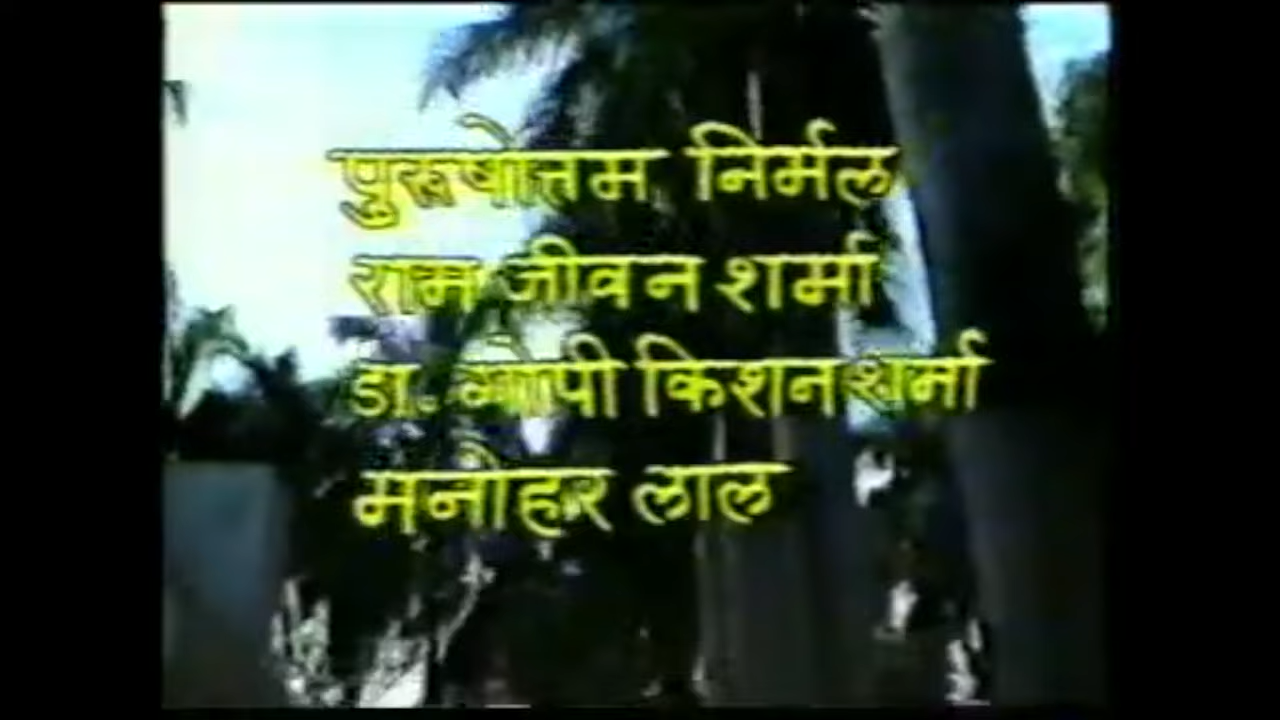 पुरूषोत्तम निर्मल
राम जीवन शर्मा
डा. गोपी किशन शर्मा
मनोहर लाल